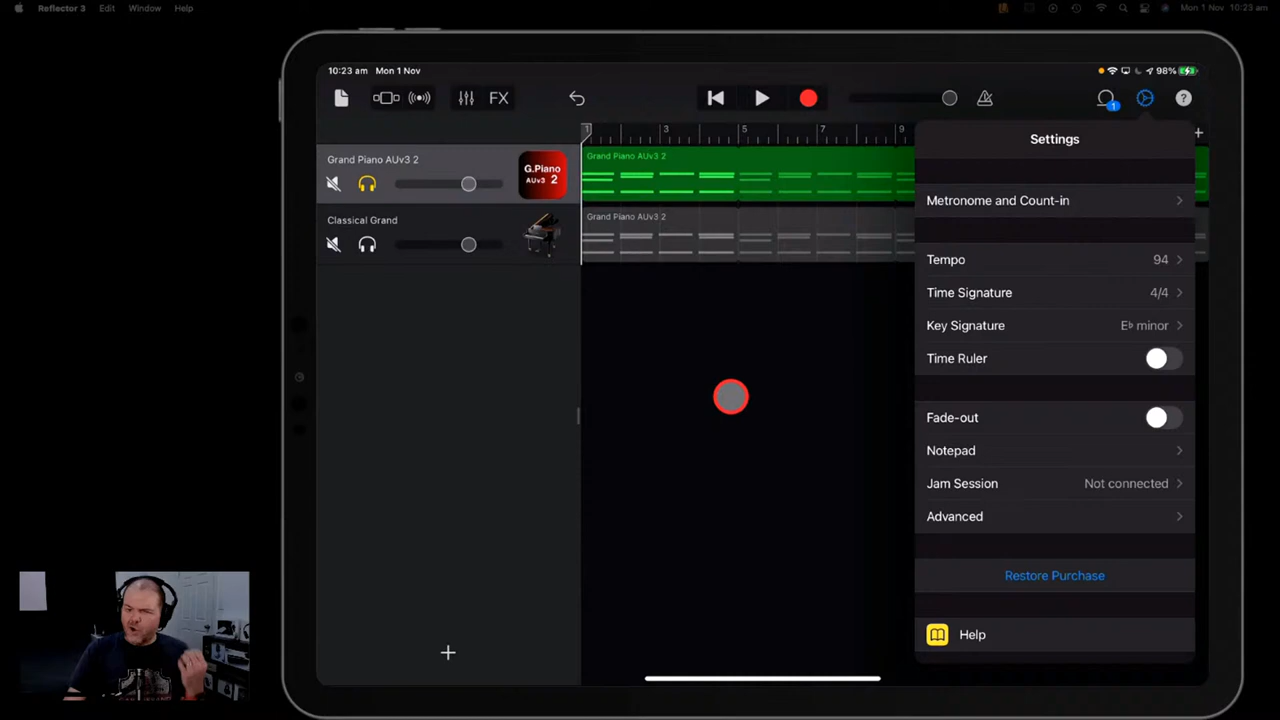 Reflector 3 Edit Window Help
Mon 1 Nov 10:23 am
10:23 am Mon 1 Nov
98%
FX
1
?
1 3 5 7 9
+
Settings
Grand Piano AUv3 2
G.Piano
AUv3 2
Grand Piano AUv3 2
Classical Grand
Grand Piano AUv3 2
Metronome and Count-in
Tempo 94
Time Signature 4/4
Key Signature E♭ minor
Time Ruler
Fade-out
Notepad
Jam Session Not connected
Advanced
Restore Purchase
Help
+